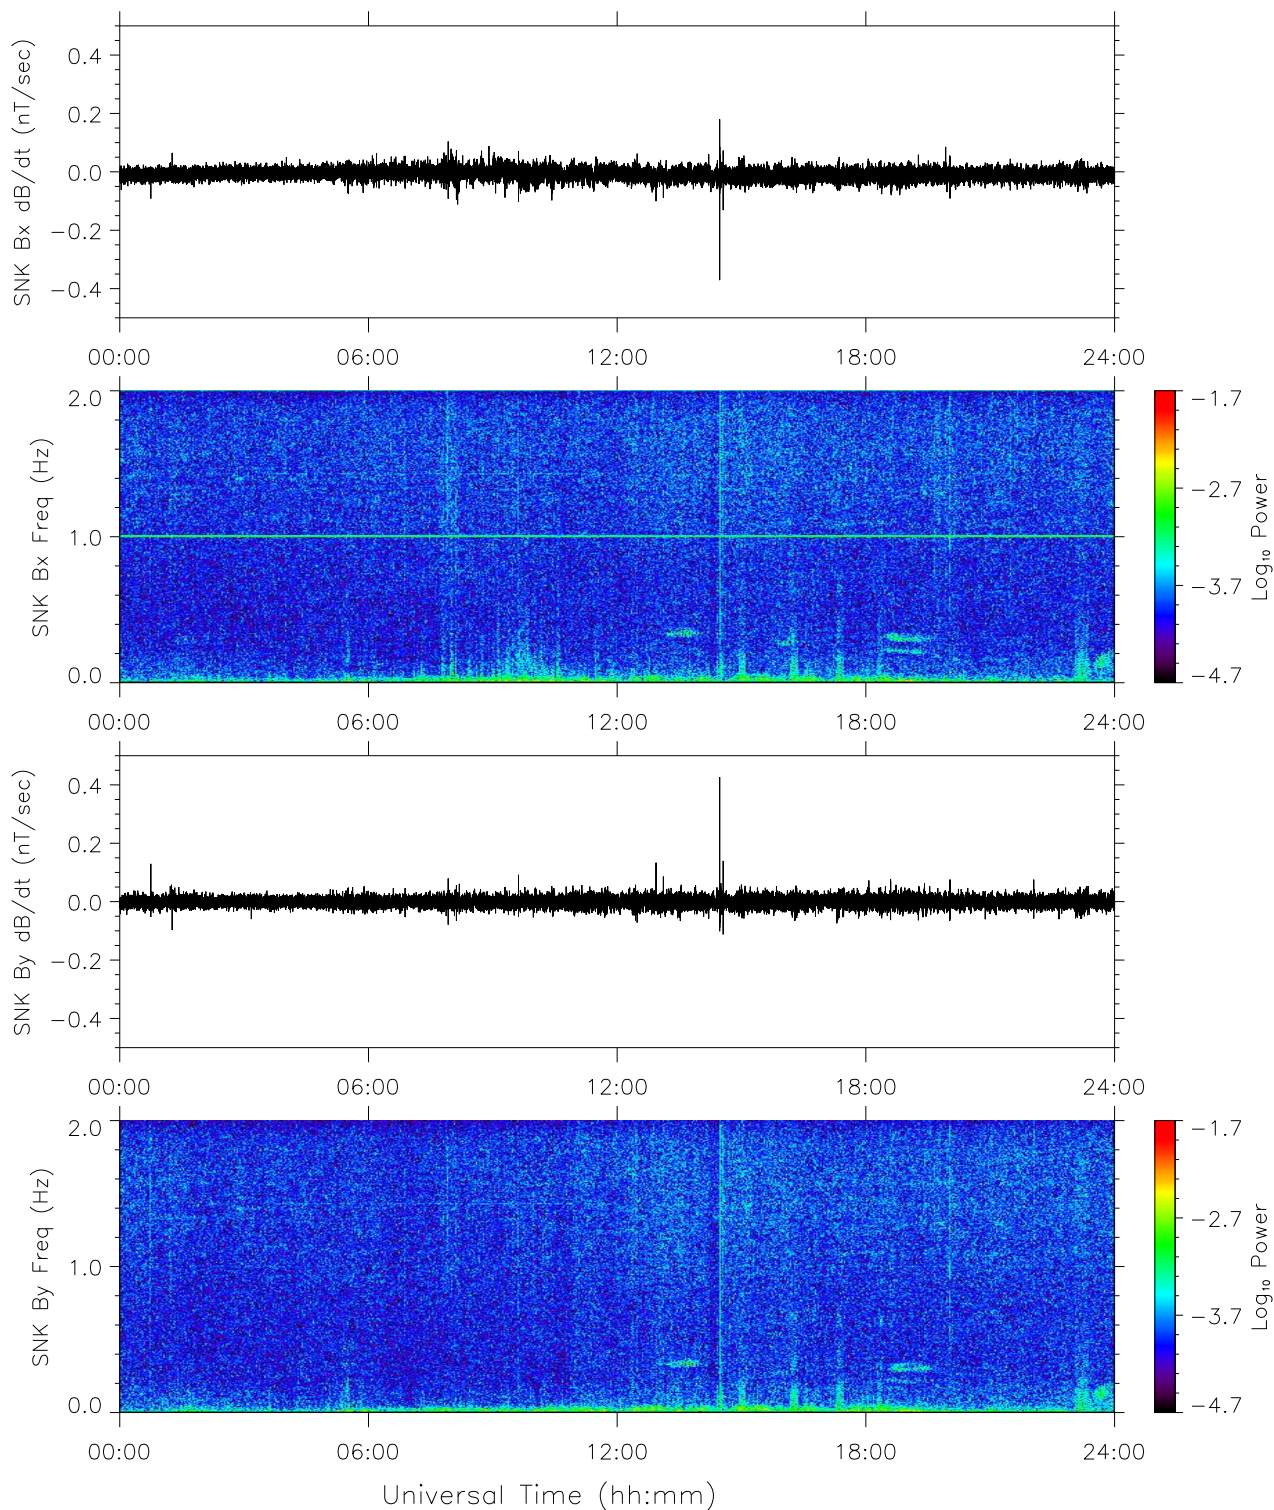 SNK Bx dB/dt (nT/sec)
0.4
0.2
0.0
−0.2
−0.4
00:00 06:00 12:00 18:00 24:00
SNK Bx Freq (Hz)
2.0
1.0
0.0
−1.7
−2.7
−3.7
−4.7
Log₁₀ Power
00:00 06:00 12:00 18:00 24:00
SNK By dB/dt (nT/sec)
0.4
0.2
0.0
−0.2
−0.4
00:00 06:00 12:00 18:00 24:00
SNK By Freq (Hz)
2.0
1.0
0.0
−1.7
−2.7
−3.7
−4.7
Log₁₀ Power
00:00 06:00 12:00 18:00 24:00
Universal Time (hh:mm)